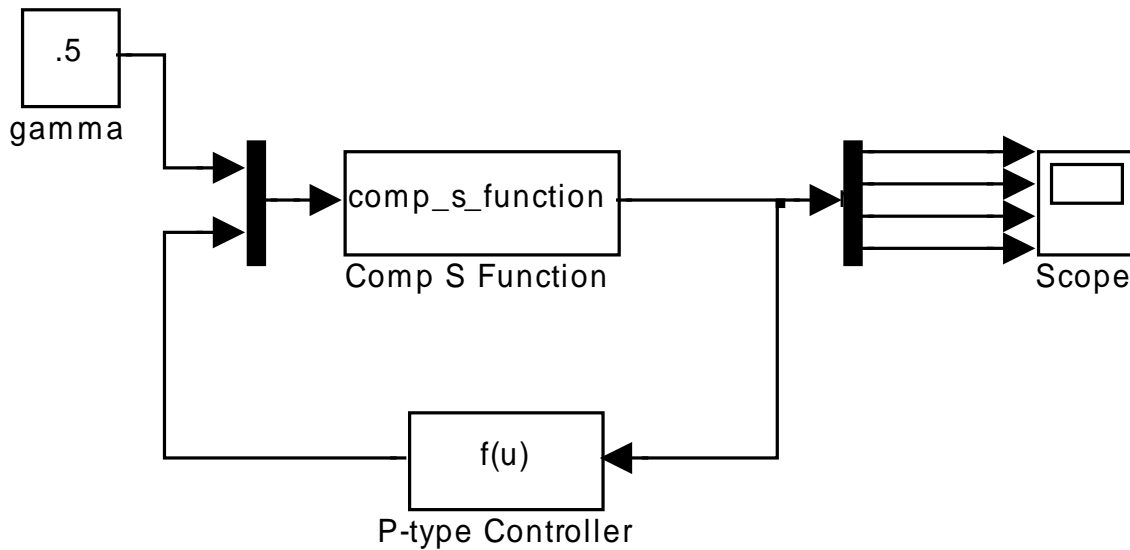 .5
gamma
comp_s_function
Comp S Function
Scope
f(u)
P-type Controller